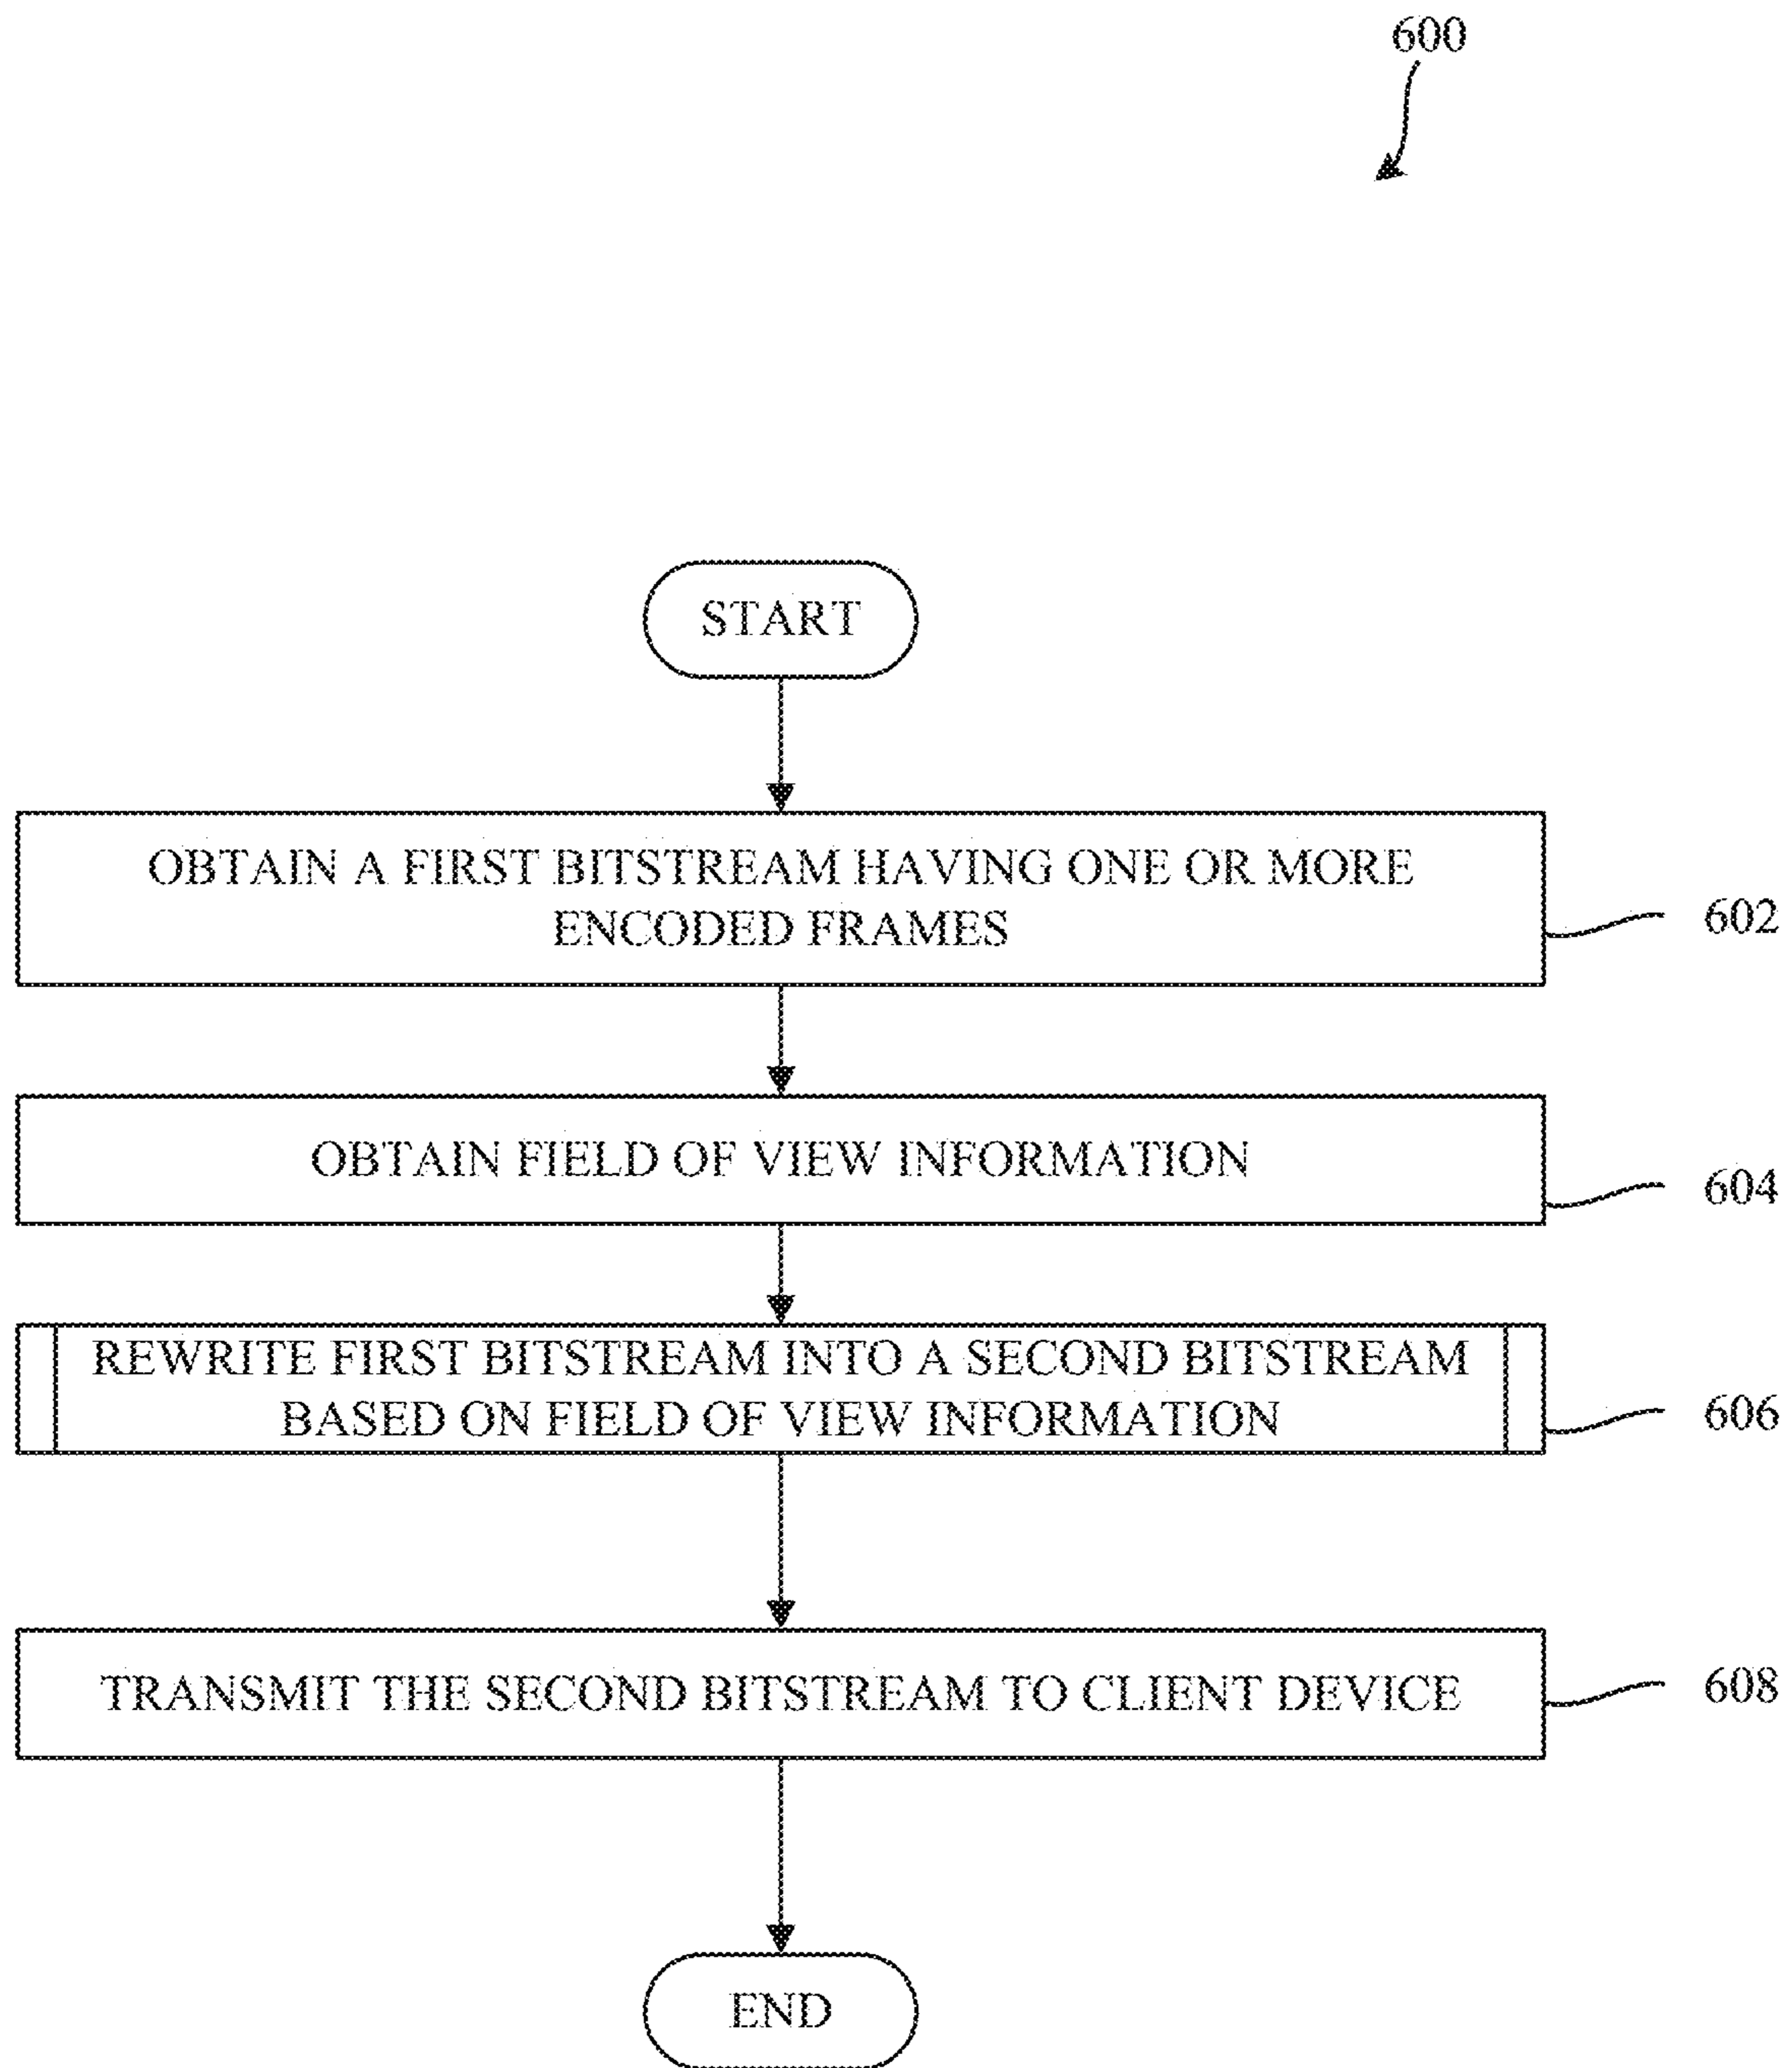 600
START
OBTAIN A FIRST BITSTREAM HAVING ONE OR MORE
ENCODED FRAMES
602
OBTAIN FIELD OF VIEW INFORMATION
604
REWRITE FIRST BITSTREAM INTO A SECOND BITSTREAM
BASED ON FIELD OF VIEW INFORMATION
606
TRANSMIT THE SECOND BITSTREAM TO CLIENT DEVICE
608
END